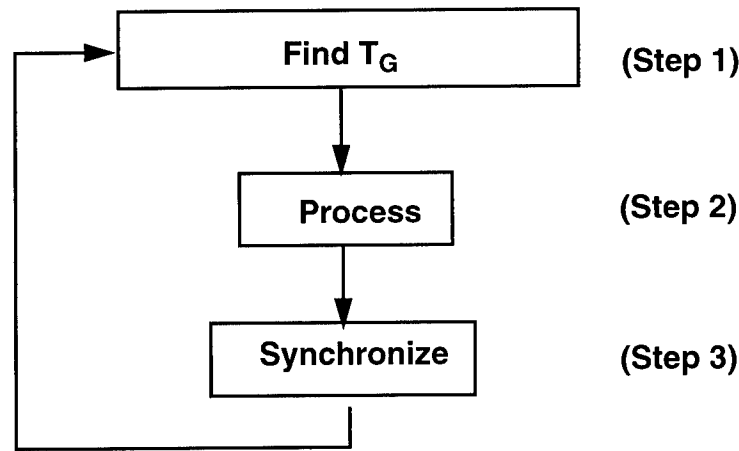 Find T_G (Step 1)
Process (Step 2)
Synchronize (Step 3)